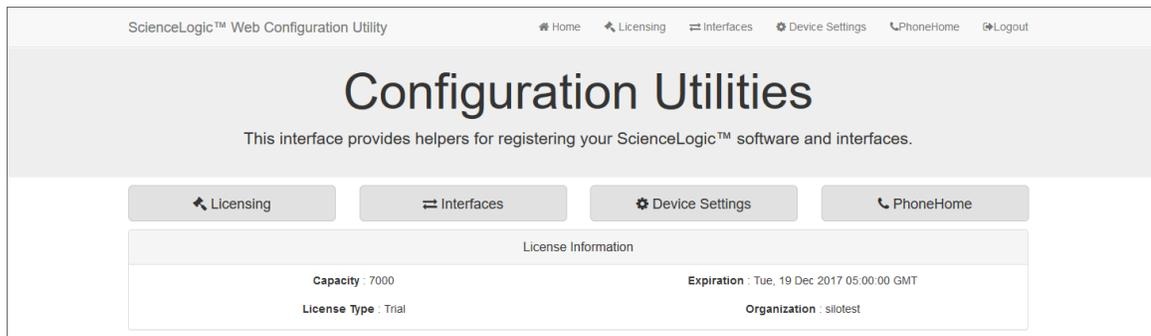 ScienceLogic™ Web Configuration Utility Home Licensing Interfaces Device Settings PhoneHome Logout
Configuration Utilities
This interface provides helpers for registering your ScienceLogic™ software and interfaces.
Licensing Interfaces Device Settings PhoneHome
License Information
Capacity : 7000 Expiration : Tue, 19 Dec 2017 05:00:00 GMT
License Type : Trial Organization : silotest